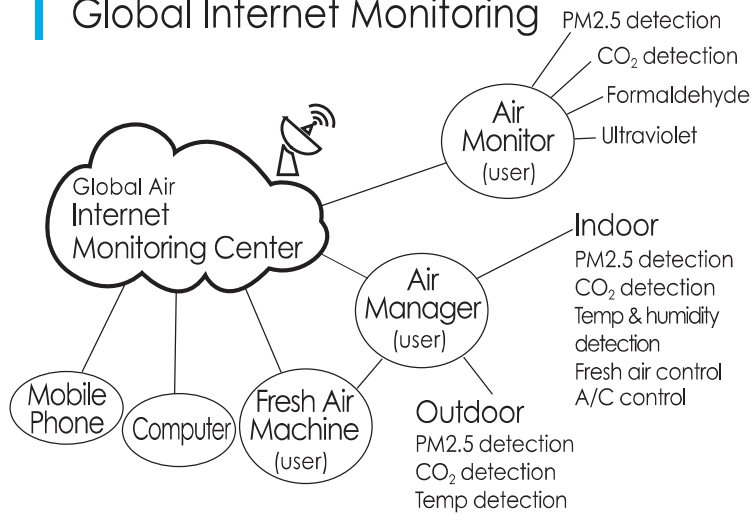 Global Internet Monitoring
PM2.5 detection
CO₂ detection
Formaldehyde
Ultraviolet
Air
Monitor
(user)
Global Air
Internet
Monitoring Center
Indoor
PM2.5 detection
CO₂ detection
Temp & humidity
detection
Fresh air control
A/C control
Air
Manager
(user)
Mobile
Phone
Computer
Fresh Air
Machine
(user)
Outdoor
PM2.5 detection
CO₂ detection
Temp detection